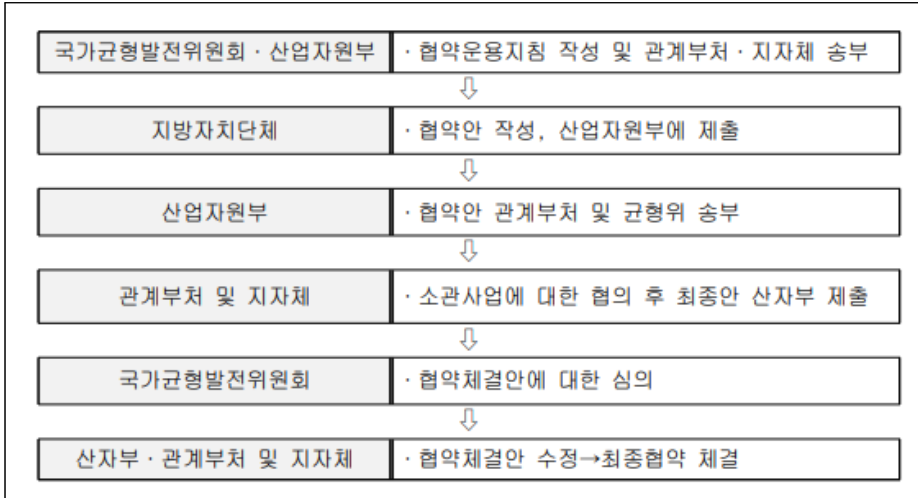 국가균형발전위원회·산업자원부 ·협약운용지침 작성 및 관계부처·지자체 송부
지방자치단체 ·협약안 작성, 산업자원부에 제출
산업자원부 ·협약안 관계부처 및 균형위 송부
관계부처 및 지자체 ·소관사업에 대한 협의 후 최종안 산자부 제출
국가균형발전위원회 ·협약체결안에 대한 심의
산자부·관계부처 및 지자체 ·협약체결안 수정→최종협약 체결